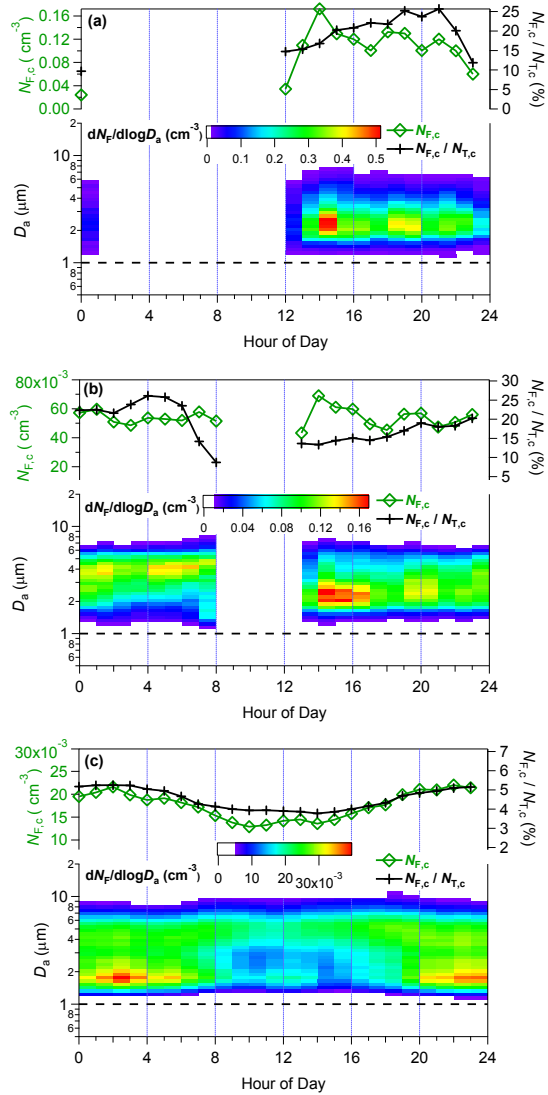 (a)
0.16
0.12
0.08
0.04
0.00
N_F,c (cm⁻³)
25
20
15
10
5
0
N_F,c / N_T,c (%)
dN_F/dlogD_a (cm⁻³)
0 0.1 0.2 0.3 0.4 0.5
N_F,c
N_F,c / N_T,c
2
10
8
6
4
2
1
8
6
D_a (µm)
0 4 8 12 16 20 24
Hour of Day
(b)
80x10⁻³
60
40
20
N_F,c (cm⁻³)
30
25
20
15
10
5
N_F,c / N_T,c (%)
dN_F/dlogD_a (cm⁻³)
0 0.04 0.08 0.12 0.16
N_F,c
N_F,c / N_T,c
2
10
8
6
4
2
1
8
6
D_a (µm)
0 4 8 12 16 20 24
Hour of Day
(c)
30x10⁻³
25
20
15
10
N_F,c (cm⁻³)
7
6
5
4
3
2
N_F,c / N_T,c (%)
dN_F/dlogD_a (cm⁻³)
0 10 20 30x10⁻³
N_F,c
N_F,c / N_T,c
2
10
8
6
4
2
1
8
6
D_a (µm)
0 4 8 12 16 20 24
Hour of Day